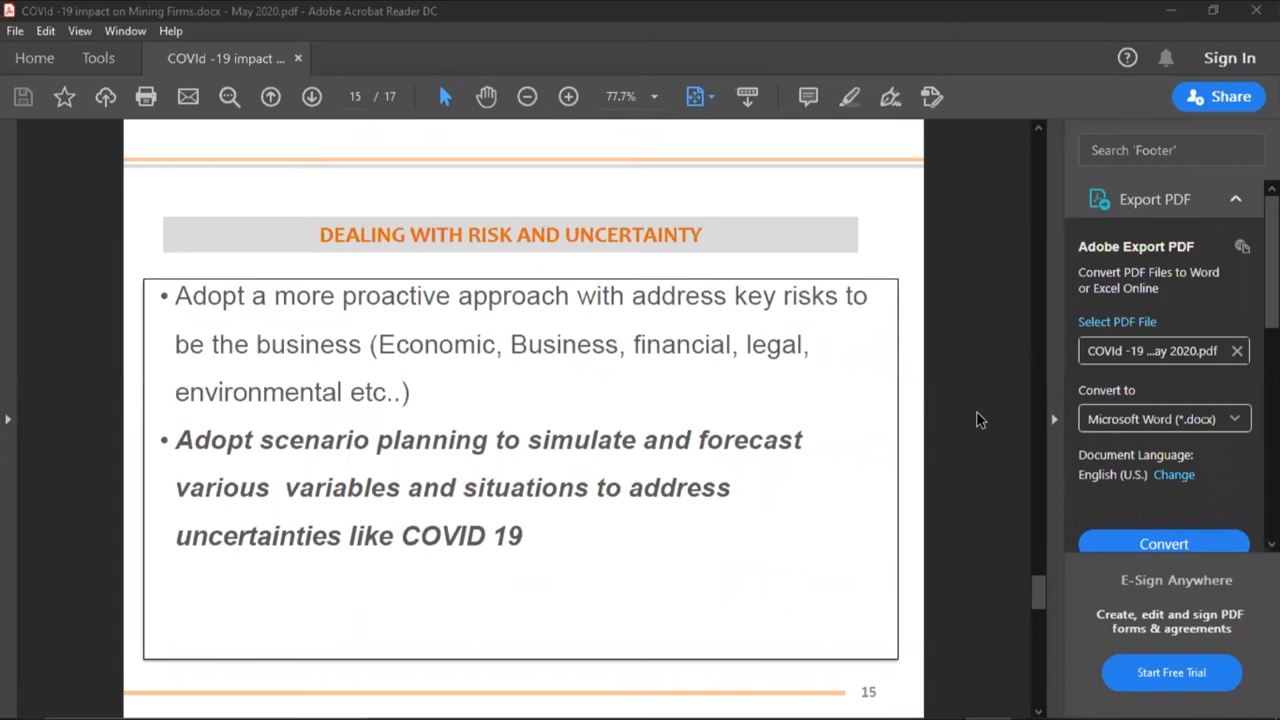 COVId -19 impact on Mining Firms.docx - May 2020.pdf - Adobe Acrobat Reader DC
File Edit View Window Help
Home Tools COVId -19 impact ... ×
Sign In
15 / 17 77.7% Share
Search 'Footer'
Export PDF
Adobe Export PDF
Convert PDF Files to Word
or Excel Online
Select PDF File
COVId -19 ...ay 2020.pdf
Convert to
Microsoft Word (*.docx)
Document Language:
English (U.S.) Change
Convert
E-Sign Anywhere
Create, edit and sign PDF
forms & agreements
Start Free Trial
DEALING WITH RISK AND UNCERTAINTY
• Adopt a more proactive approach with address key risks to
be the business (Economic, Business, financial, legal,
environmental etc..)
• Adopt scenario planning to simulate and forecast
various variables and situations to address
uncertainties like COVID 19
15